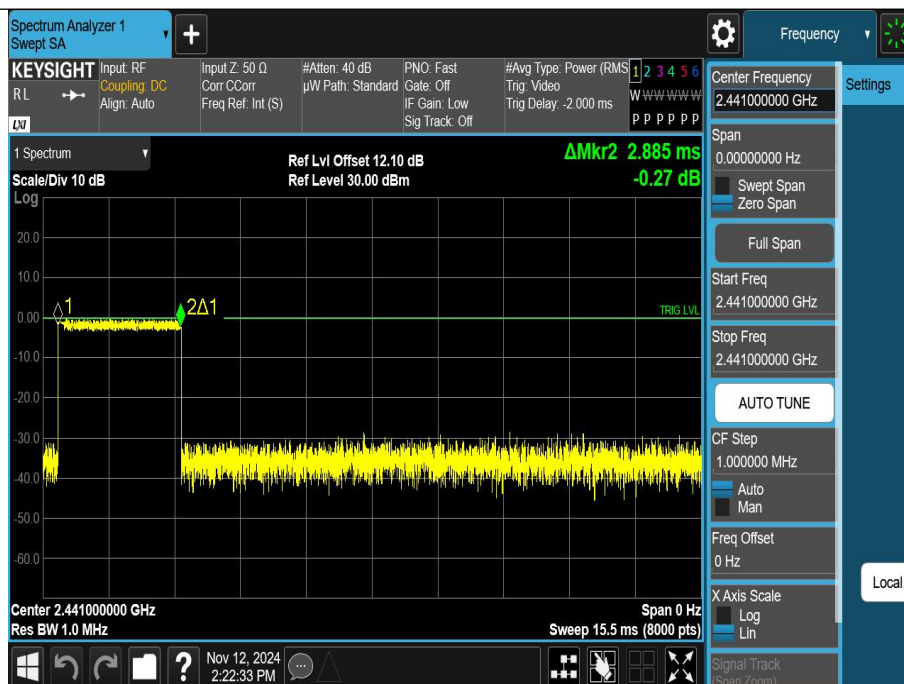 Spectrum Analyzer 1
Swept SA
+
Frequency
KEYSIGHT
R L
LXI
Input: RF
Coupling: DC
Align: Auto
Input Z: 50 Ω
Corr CCorr
Freq Ref: Int (S)
#Atten: 40 dB
µW Path: Standard
PNO: Fast
Gate: Off
IF Gain: Low
Sig Track: Off
#Avg Type: Power (RMS
Trig: Video
Trig Delay: -2.000 ms
1 2 3 4 5 6
W W W W W W
P P P P P P
1 Spectrum
Scale/Div 10 dB
Log
Ref Lvl Offset 12.10 dB
Ref Level 30.00 dBm
ΔMkr2 2.885 ms
-0.27 dB
20.0
10.0
0.00
-10.0
-20.0
-30.0
-40.0
-50.0
-60.0
1
2Δ1
TRIG LVL
Center 2.441000000 GHz
Res BW 1.0 MHz
Span 0 Hz
Sweep 15.5 ms (8000 pts)
?
Nov 12, 2024
2:22:33 PM
Center Frequency
2.441000000 GHz
Span
0.00000000 Hz
Swept Span
Zero Span
Full Span
Start Freq
2.441000000 GHz
Stop Freq
2.441000000 GHz
AUTO TUNE
CF Step
1.000000 MHz
Auto
Man
Freq Offset
0 Hz
X Axis Scale
Log
Lin
Signal Track
(Span Zoom)
Settings
Local